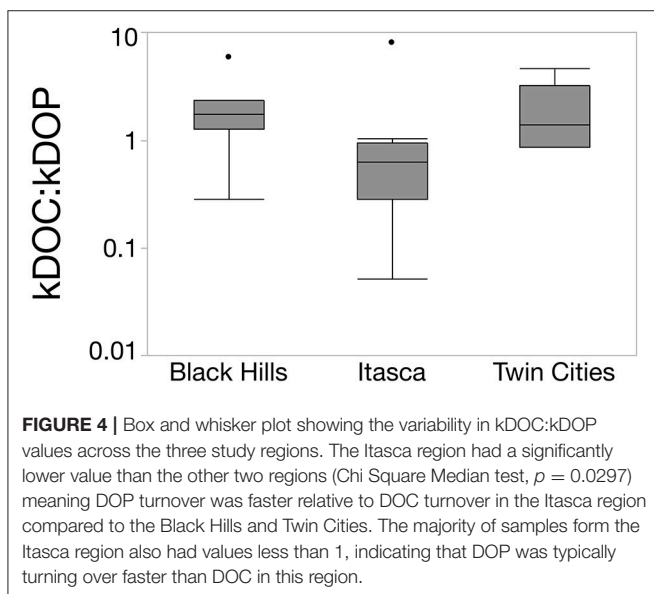 10
1
0.1
0.01
kDOC:kDOP
Black Hills Itasca Twin Cities
FIGURE 4 | Box and whisker plot showing the variability in kDOC:kDOP
values across the three study regions. The Itasca region had a significantly
lower value than the other two regions (Chi Square Median test, p = 0.0297)
meaning DOP turnover was faster relative to DOC turnover in the Itasca region
compared to the Black Hills and Twin Cities. The majority of samples form the
Itasca region also had values less than 1, indicating that DOP was typically
turning over faster than DOC in this region.